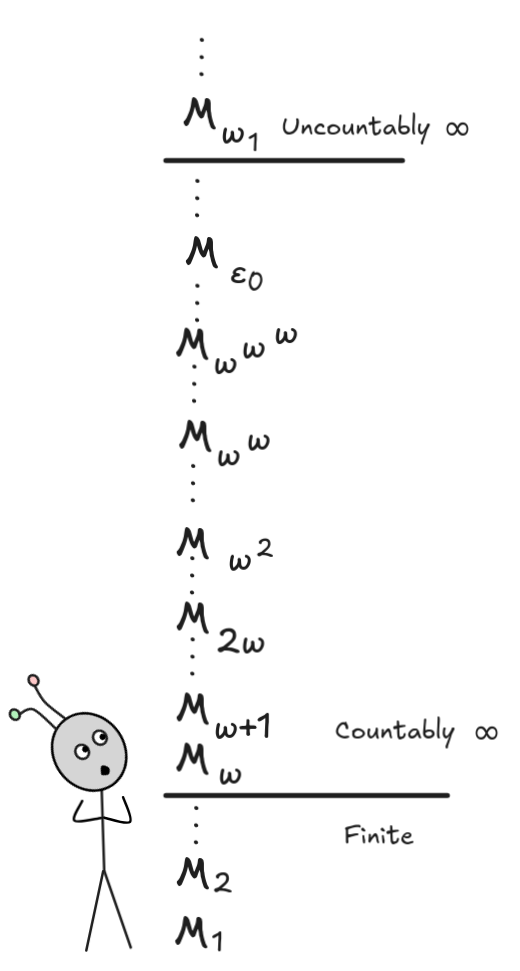 ⋮
M_ω₁ Uncountably ∞
⋮
M_ε₀
⋮
M_ω^ω^ω
⋮
M_ω^ω
⋮
M_ω²
⋮
M_2ω
⋮
M_ω+1 Countably ∞
M_ω
⋮
Finite
M₂
M₁